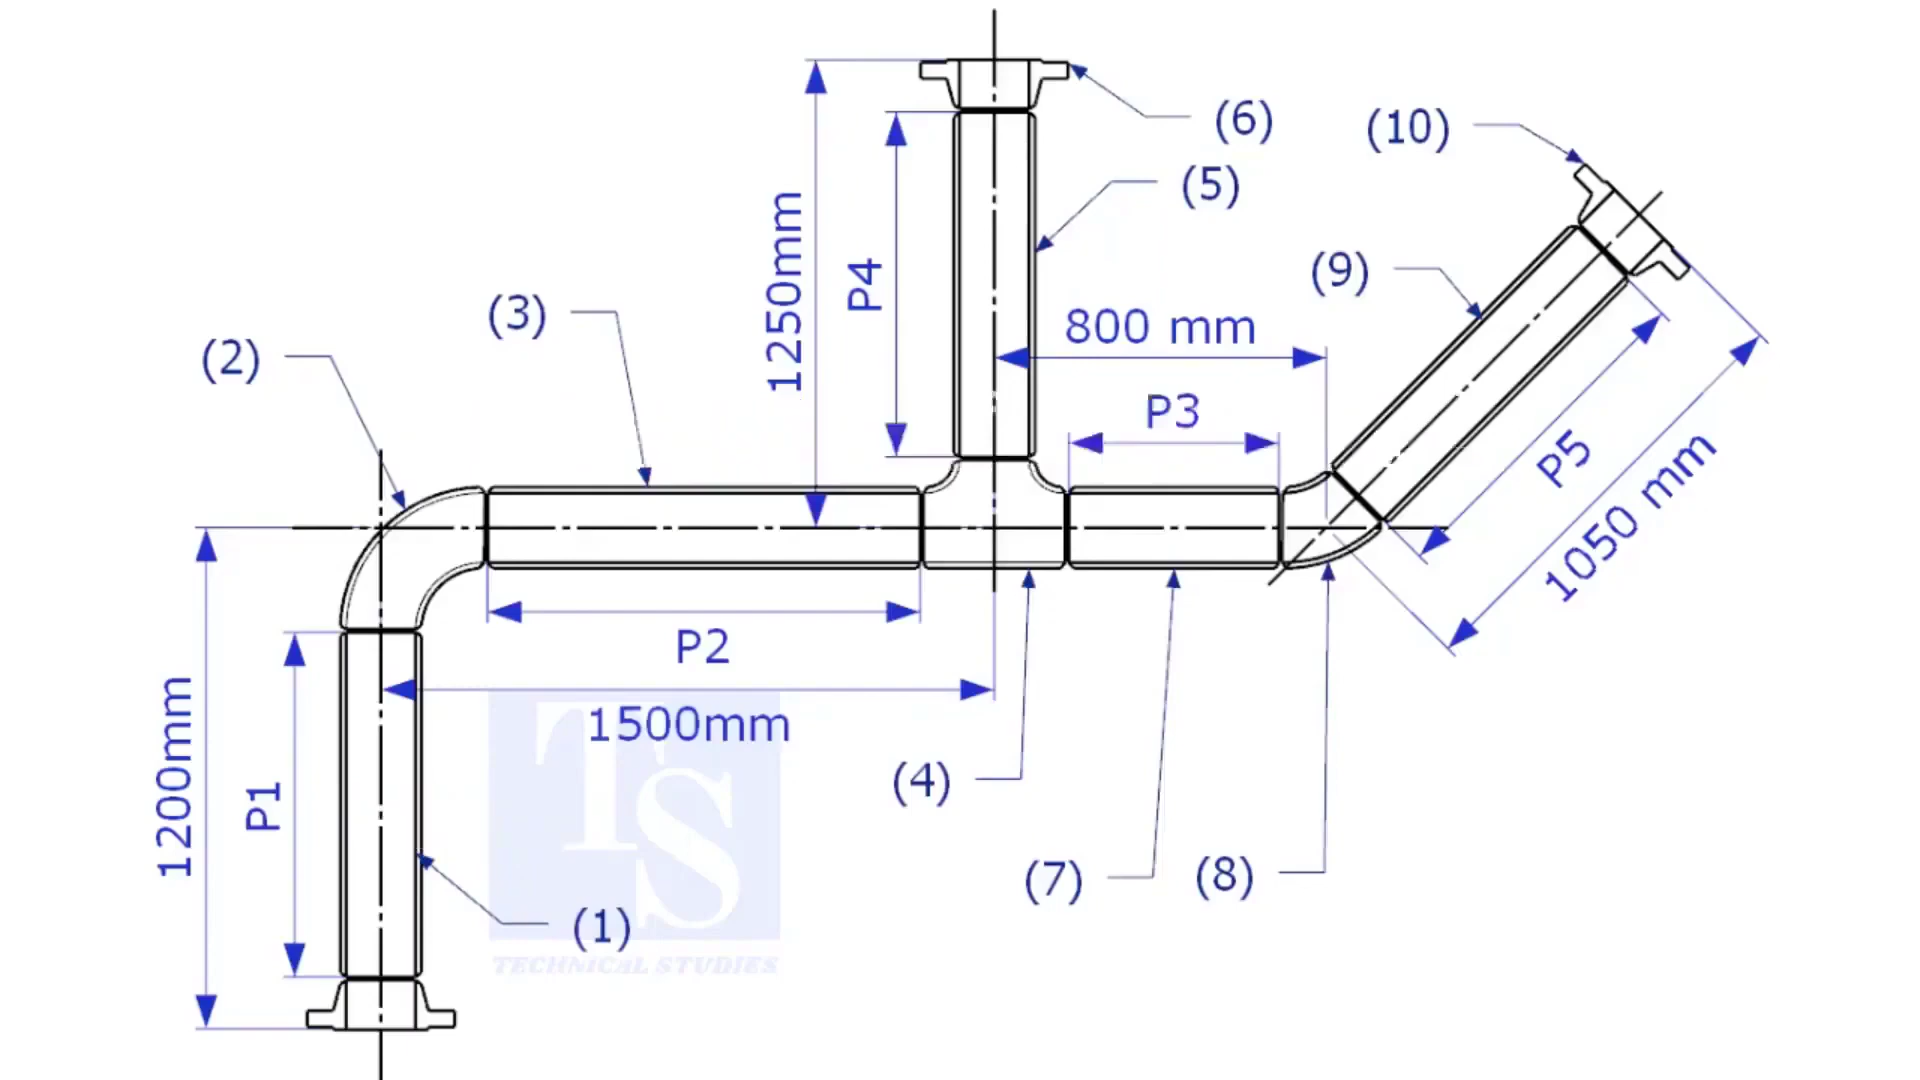 (6)
(10)
(5)
1250mm
P4
(9)
(3)
800 mm
(2)
P3
P5
1050 mm
P2
1500mm
1200mm
P1
(4)
(7)
(8)
(1)
TS
TECHNICAL STUDIES